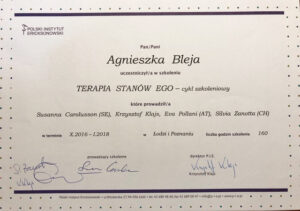 POLSKI INSTYTUT
ERICKSONOWSKI
Pan/Pani
Agnieszka Bleja
uczestniczył/a w szkoleniu
TERAPIA STANÓW EGO – cykl szkoleniowy
które prowadził/a
Susanna Carolusson (SE), Krzysztof Klajs, Eva Pollani (AT), Silvia Zanotta (CH)
w terminie X.2016 - I.2018 w Łodzi i Poznaniu liczba godzin szkolenia 160
prowadzący szkolenie
dyrektor P.I.E.
Krzysztof Klajs